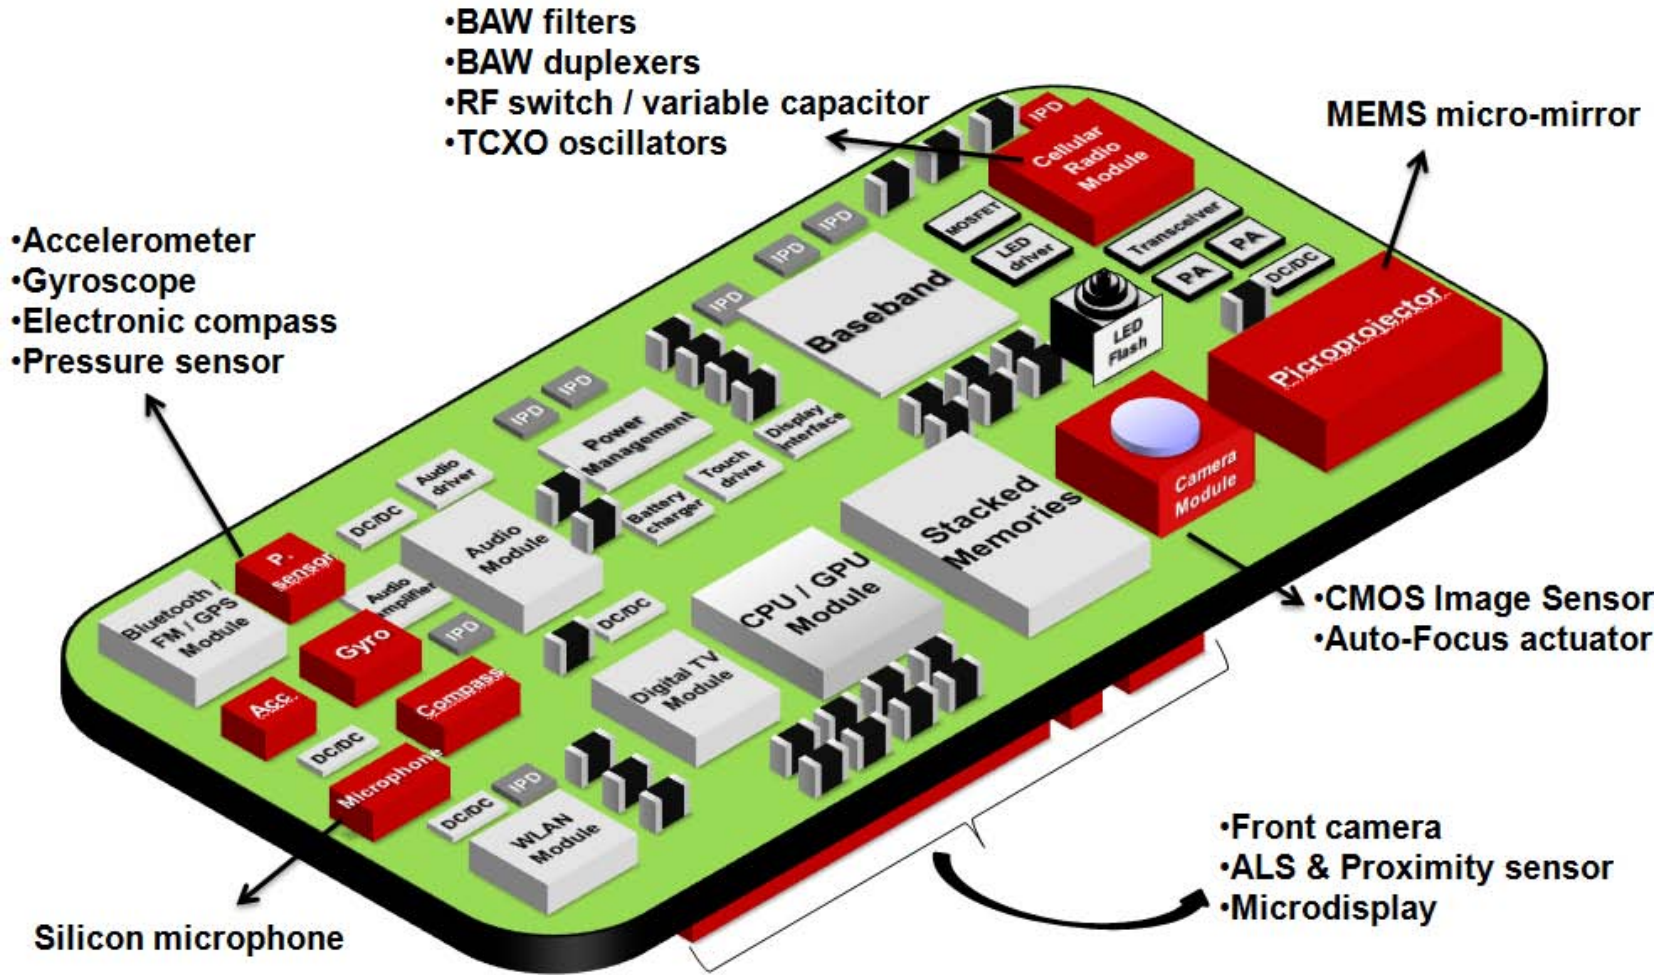 •BAW filters
•BAW duplexers
•RF switch / variable capacitor
•TCXO oscillators
MEMS micro-mirror
•Accelerometer
•Gyroscope
•Electronic compass
•Pressure sensor
IPD
Cellular
Radio
Module
MOSFET
LED
driver
Transceiver
PA
PA
DC/DC
IPD
IPD
IPD
Baseband
LED
Flash
Picroprojector
IPD
IPD
Power
Management
Display
interface
Touch
driver
Battery
charger
Audio
driver
DC/DC
Audio
Module
Stacked
Memories
Camera
Module
P.
sensor
Bluetooth /
FM / GPS
Module
Audio
amplifier
Gyro
IPD
DC/DC
CPU / GPU
Module
Digital TV
Module
Acc.
Compass
DC/DC
Microphone
DC/DC
IPD
WLAN
Module
•CMOS Image Sensor
•Auto-Focus actuator
•Front camera
•ALS & Proximity sensor
•Microdisplay
Silicon microphone